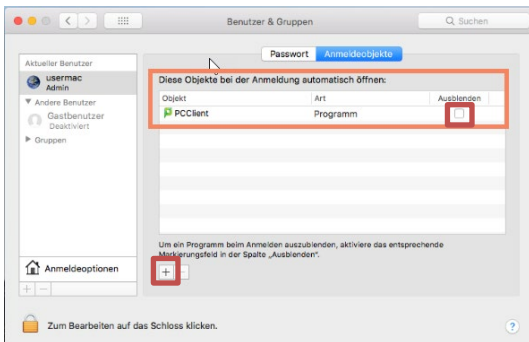 Benutzer & Gruppen
Suchen
Passwort Anmeldeobjekte
Aktueller Benutzer
usermac
Admin
Andere Benutzer
Gastbenutzer
Deaktiviert
Gruppen
Anmeldeoptionen
Diese Objekte bei der Anmeldung automatisch öffnen:
Objekt Art Ausblenden
PCClient Programm
Um ein Programm beim Anmelden auszublenden, aktiviere das entsprechende
Markierungsfeld in der Spalte „Ausblenden“.
Zum Bearbeiten auf das Schloss klicken.